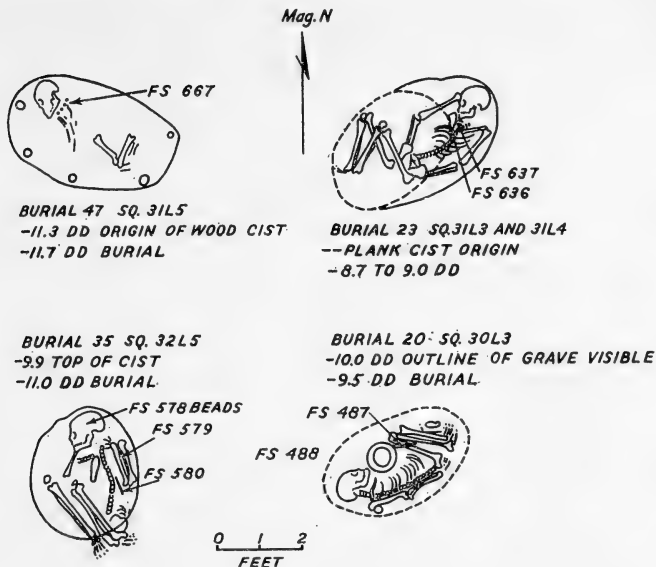 Mag. N
FS 667
BURIAL 47 SQ. 31L5
-11.3 DD ORIGIN OF WOOD CIST
-11.7 DD BURIAL
FS 637
FS 636
BURIAL 23 SQ. 31L3 AND 31L4
--PLANK CIST ORIGIN
-8.7 TO 9.0 DD
BURIAL 35 SQ. 32L5
-9.9 TOP OF CIST
-11.0 DD BURIAL
FS 578 BEADS
FS 579
FS 580
BURIAL 20 SQ. 30L3
-10.0 DD OUTLINE OF GRAVE VISIBLE
-9.5 DD BURIAL
FS 487
FS 488
0 1 2
FEET